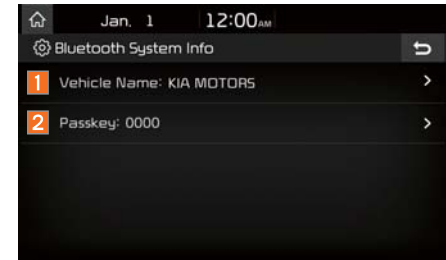 Jan. 1 12:00AM
Bluetooth System Info
1 Vehicle Name: KIA MOTORS
2 Passkey: 0000